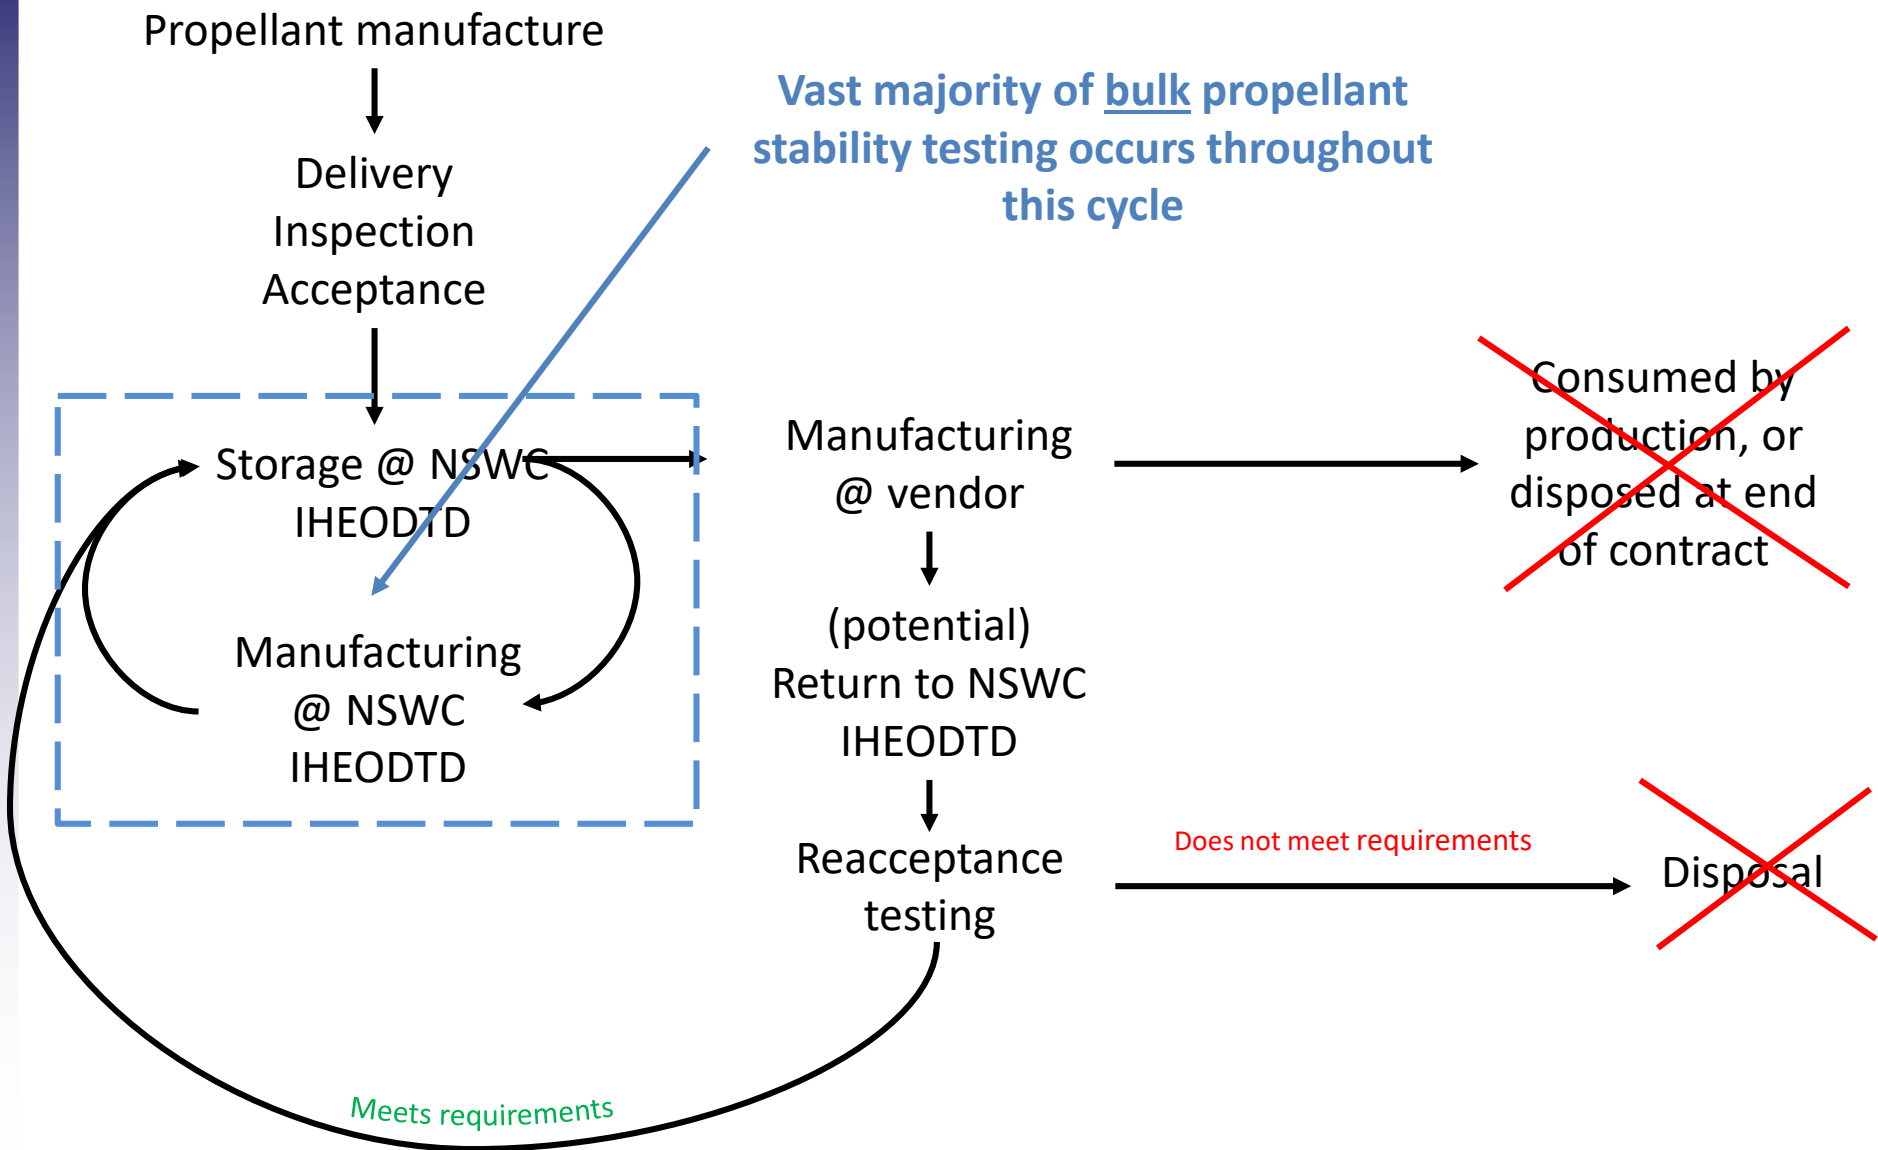 Propellant manufacture
Vast majority of bulk propellant
stability testing occurs throughout
this cycle
Delivery
Inspection
Acceptance
Storage @ NSWC
IHEODTD
Manufacturing
@ NSWC
IHEODTD
Manufacturing
@ vendor
(potential)
Return to NSWC
IHEODTD
Reacceptance
testing
Consumed by
production, or
disposed at end
of contract
Does not meet requirements
Disposal
Meets requirements